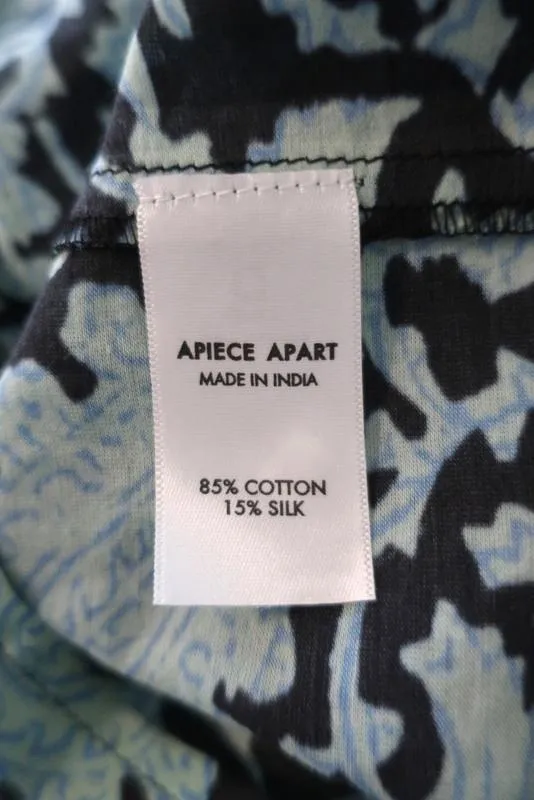 APIECE APART
MADE IN INDIA
85% COTTON
15% SILK